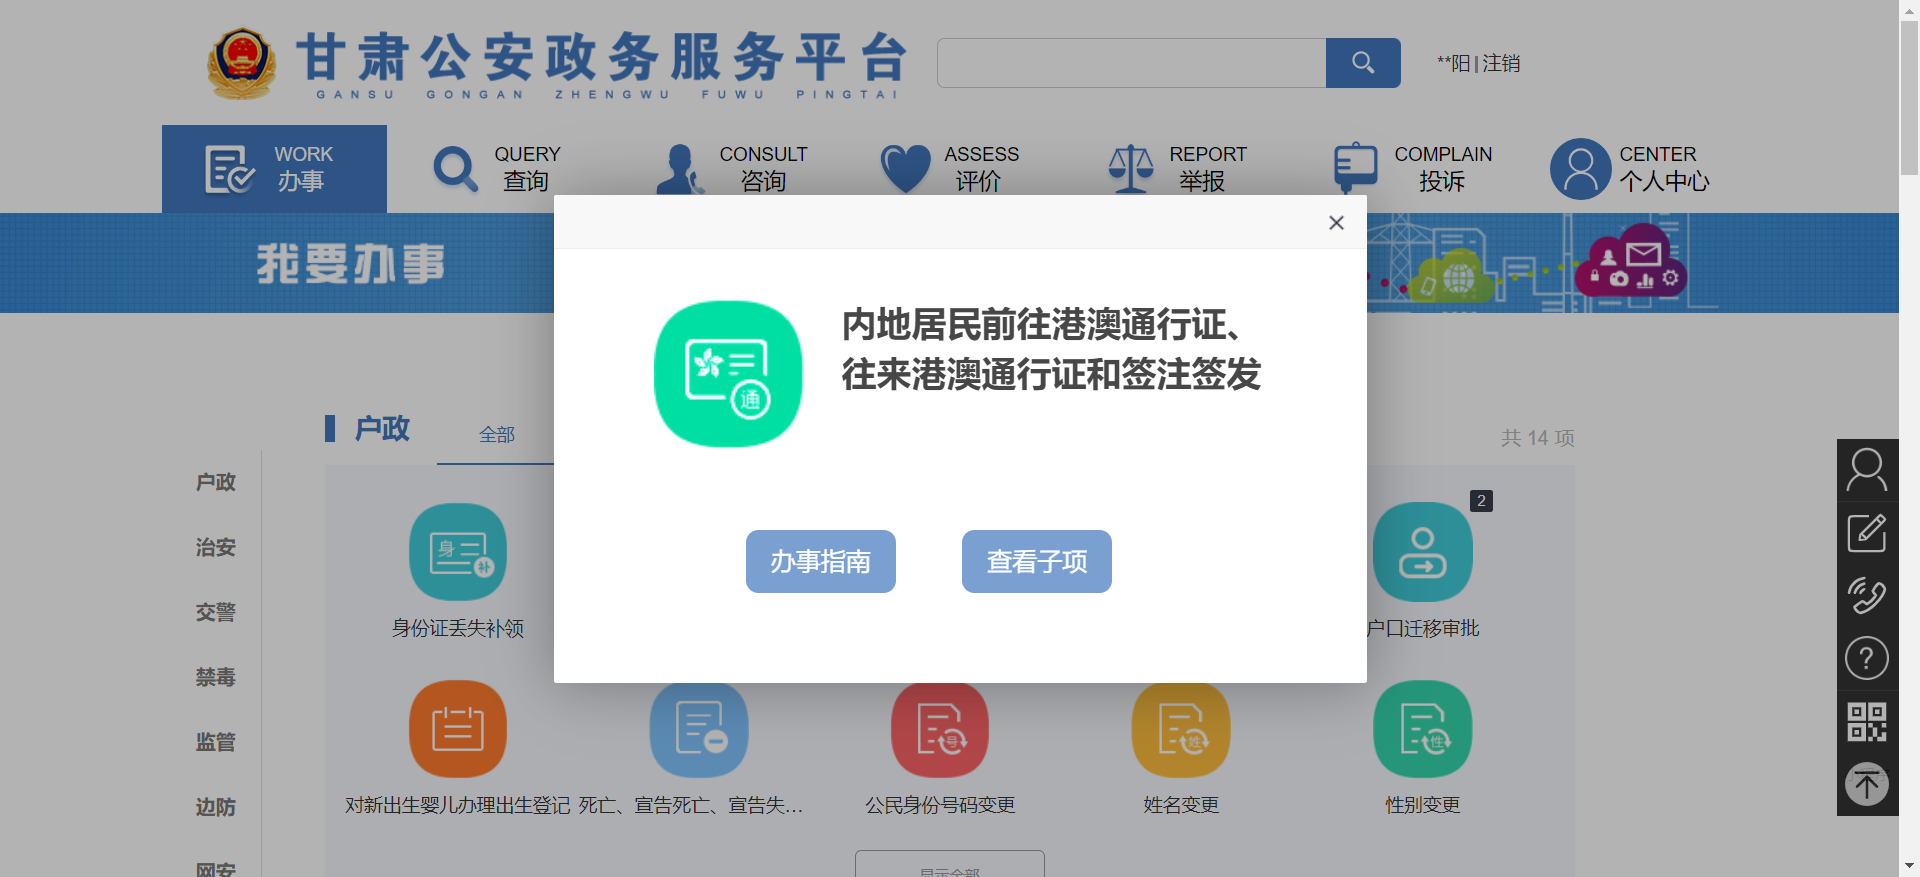 甘肃公安政务服务平台
GANSU GONGAN ZHENGWU FUWU PINGTAI
**阳 | 注销
WORK
办事
QUERY
查询
CONSULT
咨询
ASSESS
评价
REPORT
举报
COMPLAIN
投诉
CENTER
个人中心
我要办事
×
内地居民前往港澳通行证、
往来港澳通行证和签注签发
通
办事指南
查看子项
户政
全部
共 14 项
户政
治安
交警
禁毒
监管
边防
网安
身
补
身份证丢失补领
2
户口迁移审批
对新出生婴儿办理出生登记
死亡、宣告死亡、宣告失...
号
公民身份号码变更
姓
姓名变更
性
性别变更
显示全部
?